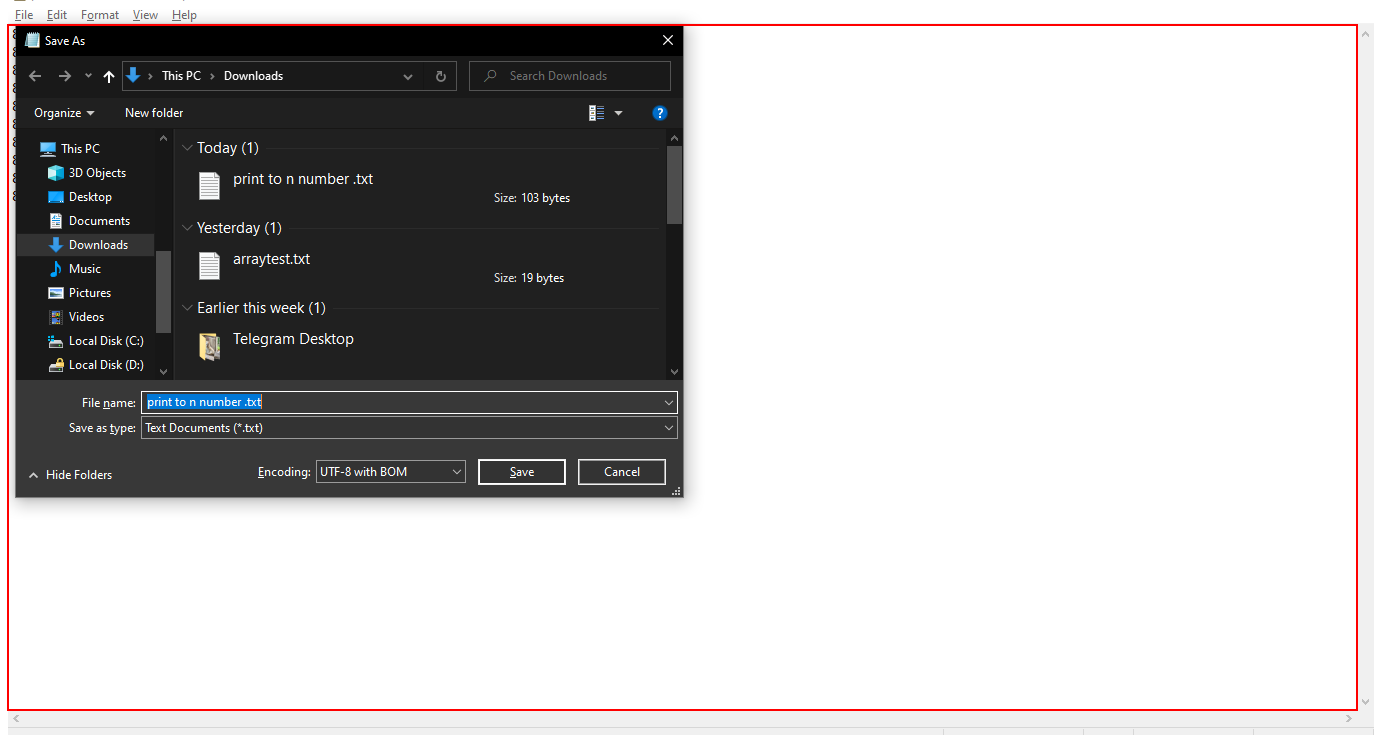 File Edit Format View Help
Save As
This PC Downloads
Search Downloads
Organize New folder
?
This PC
3D Objects
Desktop
Documents
Downloads
Music
Pictures
Videos
Local Disk (C:)
Local Disk (D:)
Today (1)
print to n number .txt
Size: 103 bytes
Yesterday (1)
arraytest.txt
Size: 19 bytes
Earlier this week (1)
Telegram Desktop
File name: print to n number .txt
Save as type: Text Documents (*.txt)
Hide Folders
Encoding: UTF-8 with BOM
Save
Cancel